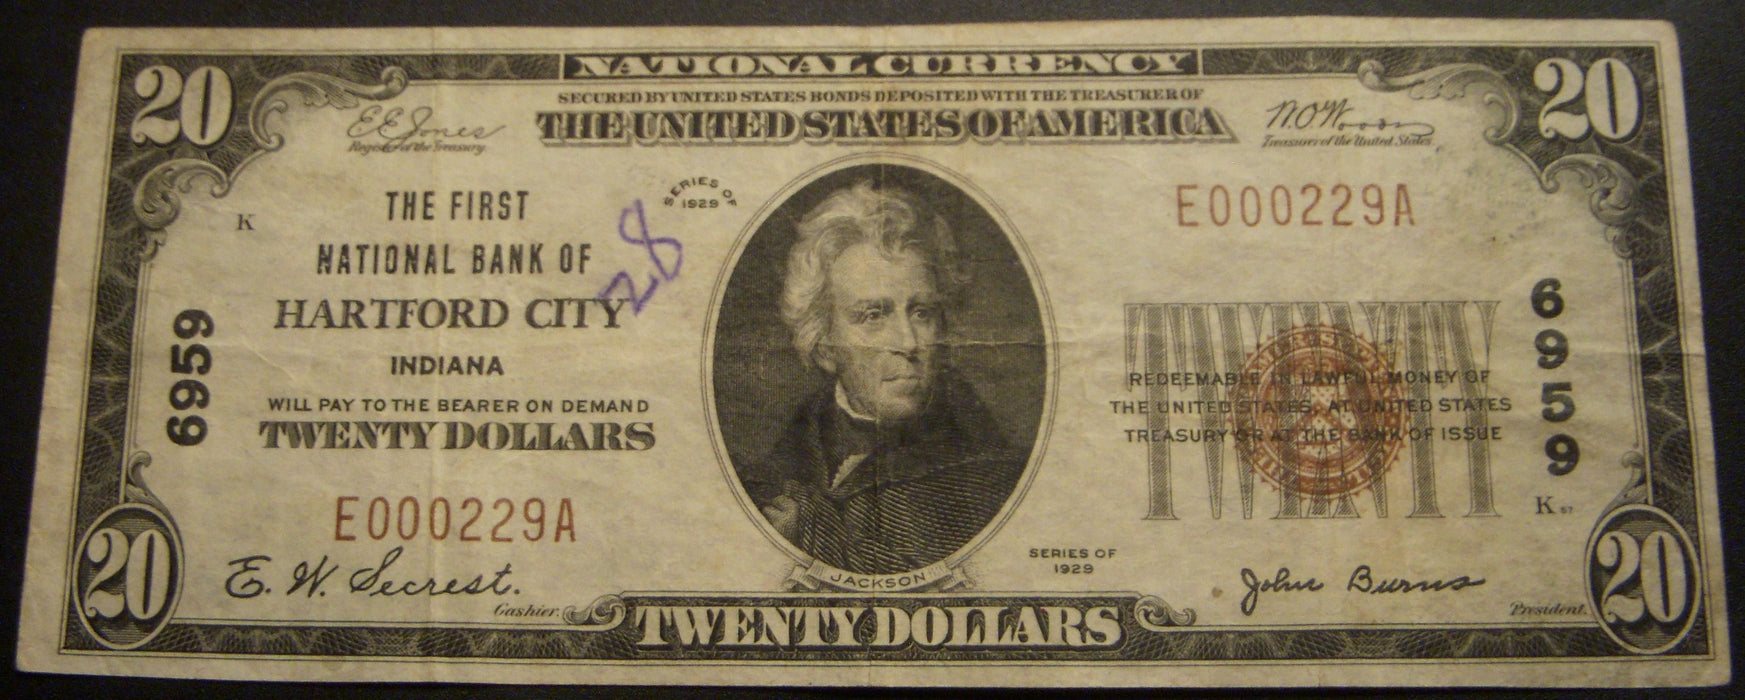 NATIONAL CURRENCY
SECURED BY UNITED STATES BONDS DEPOSITED WITH THE TREASURER OF
THE UNITED STATES OF AMERICA
20
20
E E Jones
Register of the Treasury.
W.O. Woods
Treasurer of the United States.
SERIES OF
1929
K
THE FIRST
NATIONAL BANK OF
HARTFORD CITY
INDIANA
28
WILL PAY TO THE BEARER ON DEMAND
TWENTY DOLLARS
6959
E000229A
E000229A
6959
TWENTY
REDEEMABLE IN LAWFUL MONEY OF
THE UNITED STATES, AT UNITED STATES
TREASURY OR AT THE BANK OF ISSUE
K 67
E. W. Secrest.
Cashier.
JACKSON
SERIES OF
1929
John Burns
President.
20
TWENTY DOLLARS
20